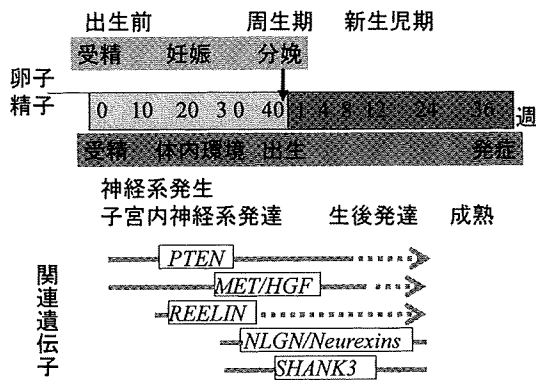 出生前 周生期 新生児期
受精 妊娠 分娩
卵子
精子
0 10 20 30 40 1 4 8 12 24 36 週
受精 体内環境 出生 発症
神経系発生
子宮内神経系発達 生後発達 成熟
関連遺伝子
PTEN
MET/HGF
REELIN
NLGN/Neurexins
SHANK3